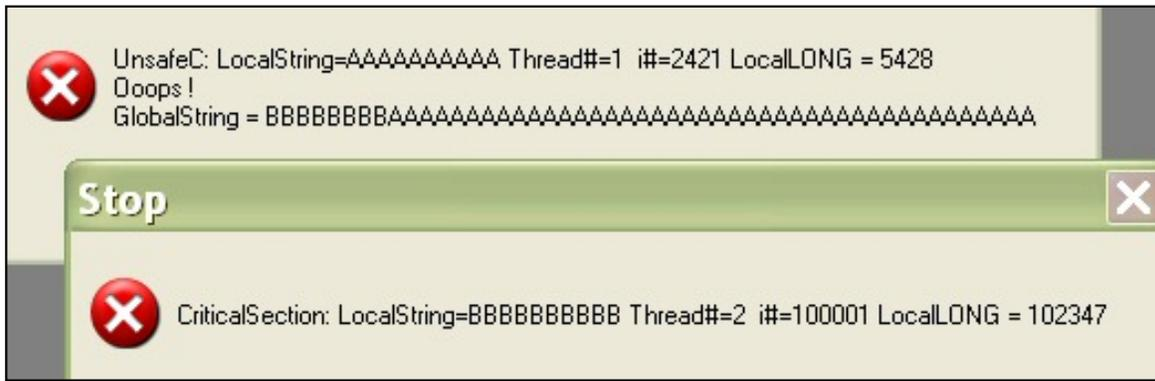 UnsafeC: LocalString=AAAAAAAAAA Thread#=1 i#=2421 LocalLONG = 5428
Ooops !
GlobalString = BBBBBBBBAAAAAAAAAAAAAAAAAAAAAAAAAAAAAAAAAAAAAAAAAA
Stop
CriticalSection: LocalString=BBBBBBBBBB Thread#=2 i#=100001 LocalLONG = 102347